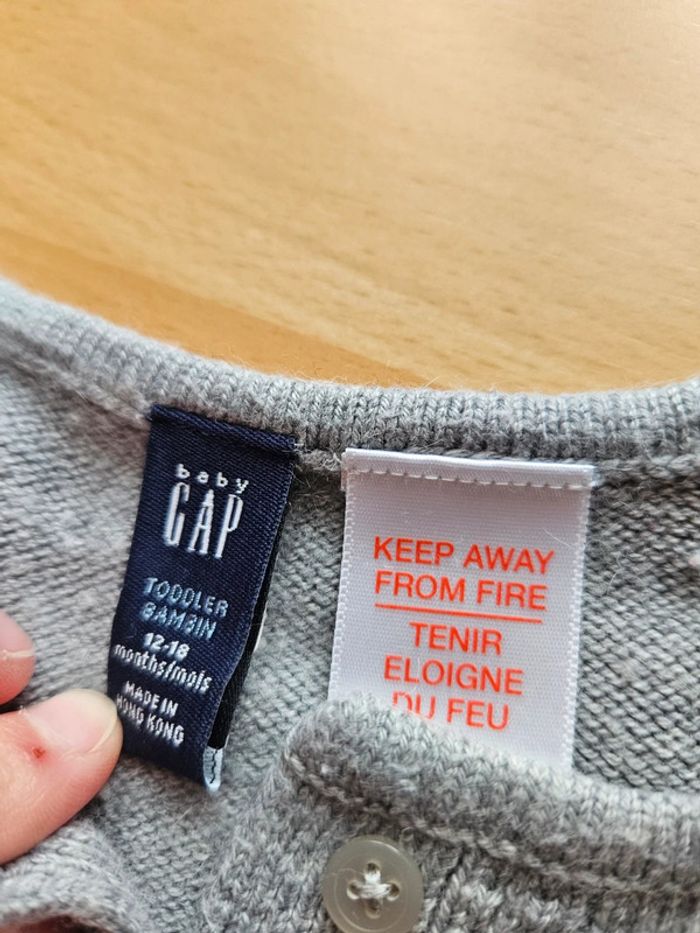 baby
GAP
TODDLER
BAMBIN
12-18
months/mois
MADE IN
HONG KONG
KEEP AWAY
FROM FIRE
TENIR
ELOIGNE
DU FEU